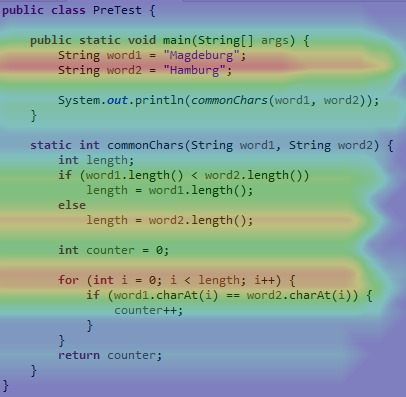 public class PreTest {
public static void main(String[] args) {
String word1 = "Magdeburg";
String word2 = "Hamburg";
System.out.println(commonChars(word1, word2));
}
static int commonChars(String word1, String word2) {
int length;
if (word1.length() < word2.length())
length = word1.length();
else
length = word2.length();
int counter = 0;
for (int i = 0; i < length; i++) {
if (word1.charAt(i) == word2.charAt(i)) {
counter++;
}
}
return counter;
}
}